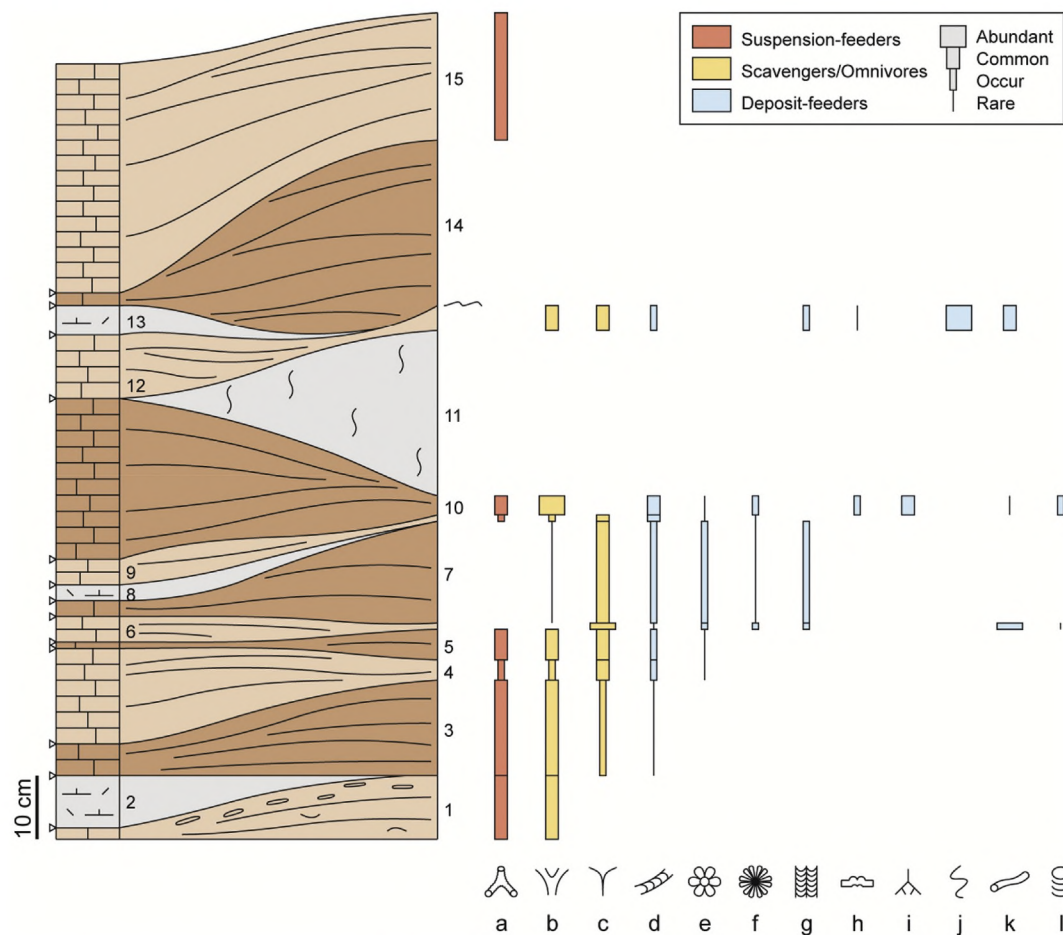 Suspension-feeders
Scavengers/Omnivores
Deposit-feeders
Abundant
Common
Occur
Rare
15
14
13
12
11
10
9
8
7
6
5
4
3
2
1
10 cm
a b c d e f g h i j k l